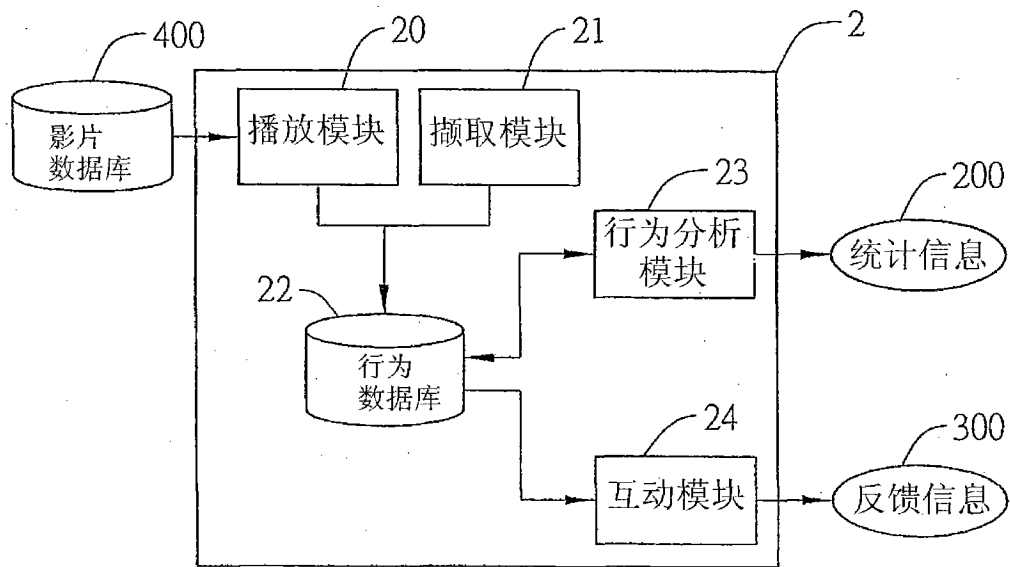 400
20
21
2
影片
数据库
播放模块
撷取模块
23
200
行为分析
模块
统计信息
22
行为
数据库
24
300
互动模块
反馈信息